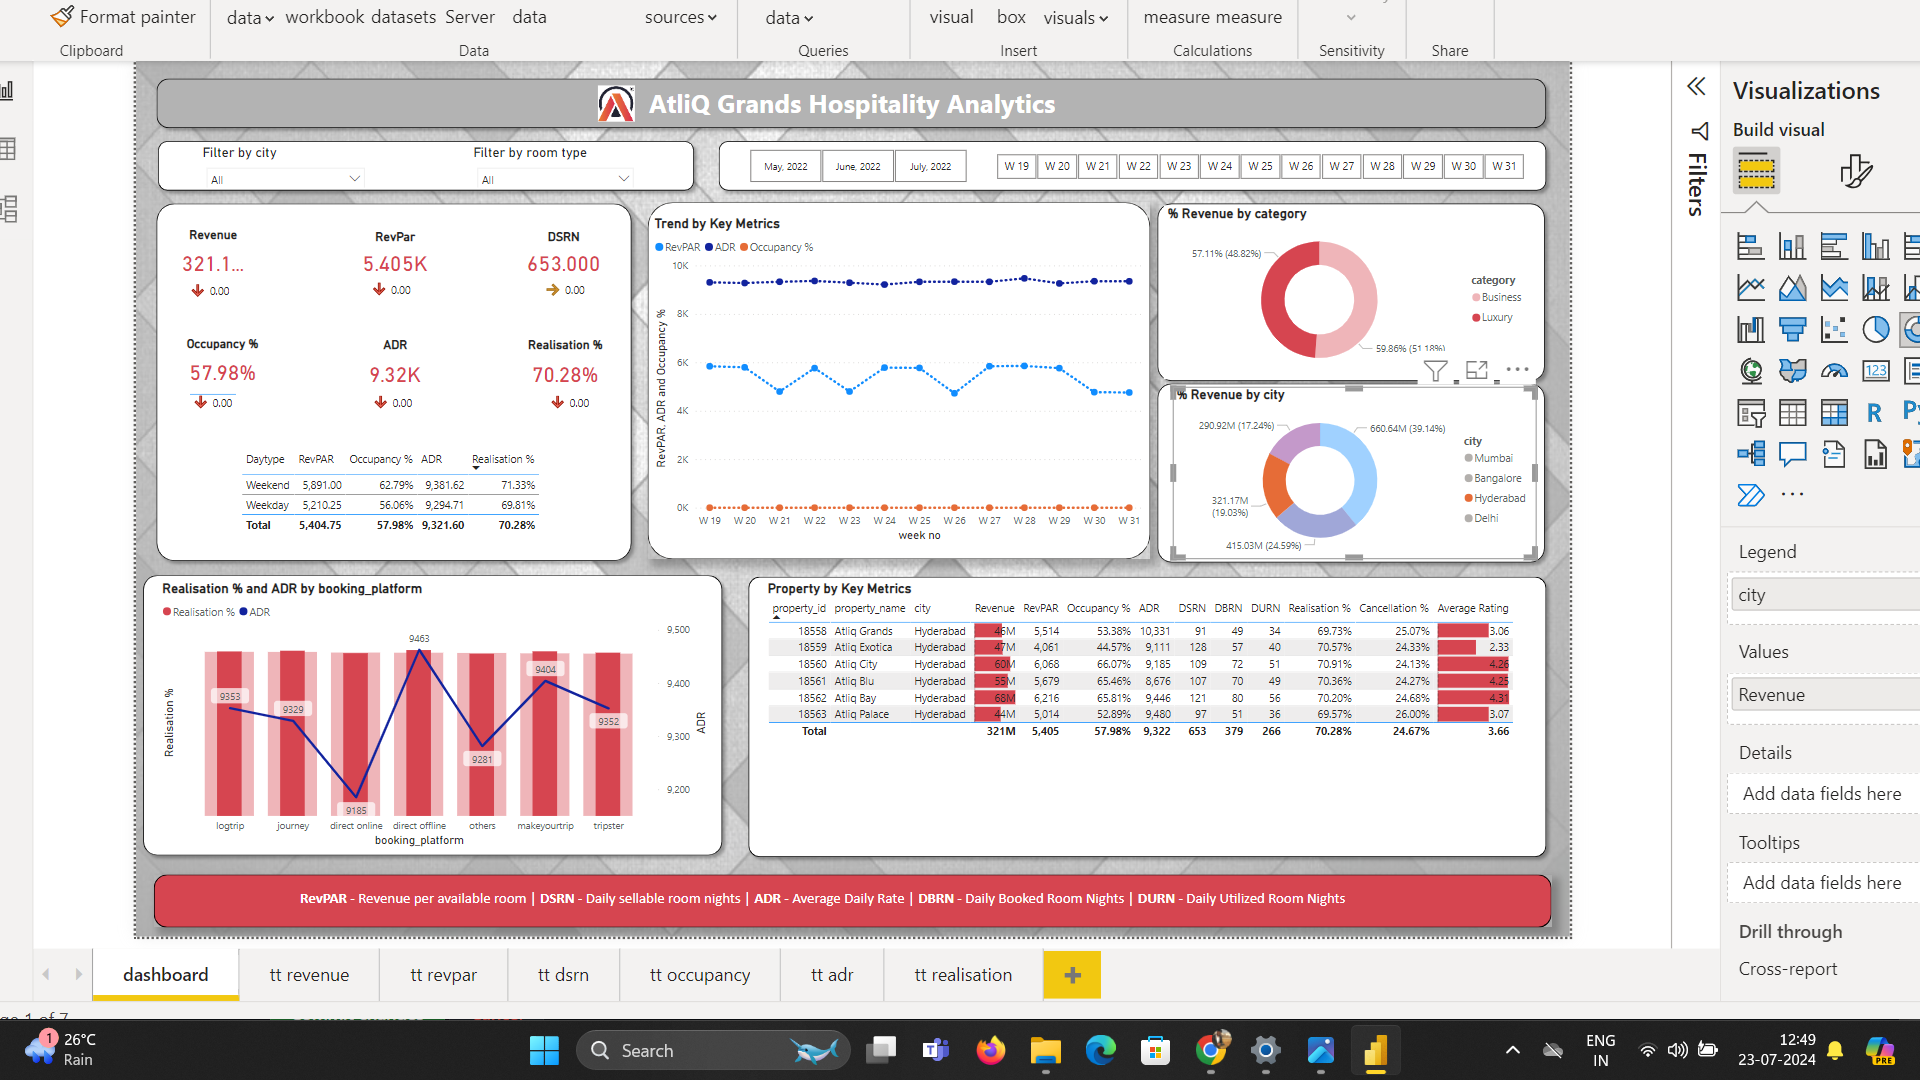 Format painter
data workbook datasets Server data
sources
data
visual box visuals
measure measure
Clipboard
Data
Queries
Insert
Calculations
Sensitivity
Share
AtliQ Grands Hospitality Analytics
Filter by city
All
Filter by room type
All
May, 2022 June, 2022 July, 2022
W 19 W 20 W 21 W 22 W 23 W 24 W 25 W 26 W 27 W 28 W 29 W 30 W 31
Revenue
321.1...
0.00
RevPar
5.405K
0.00
DSRN
653.000
0.00
Occupancy %
57.98%
0.00
ADR
9.32K
0.00
Realisation %
70.28%
0.00
Daytype RevPAR Occupancy % ADR Realisation %
Weekend 5,891.00 62.79% 9,381.62 71.33%
Weekday 5,210.25 56.06% 9,294.71 69.81%
Total 5,404.75 57.98% 9,321.60 70.28%
Trend by Key Metrics
RevPAR ADR Occupancy %
RevPAR, ADR and Occupancy %
10K
8K
6K
4K
2K
0K
W 19 W 20 W 21 W 22 W 23 W 24 W 25 W 26 W 27 W 28 W 29 W 30 W 31
week no
% Revenue by category
57.11% (48.82%)
59.86% (51.18%)
category
Business
Luxury
% Revenue by city
290.92M (17.24%)
660.64M (39.14%)
321.17M
(19.03%)
415.03M (24.59%)
city
Mumbai
Bangalore
Hyderabad
Delhi
Realisation % and ADR by booking_platform
Realisation % ADR
Realisation %
9353
9329
9185
9463
9281
9404
9352
9,500
9,400
9,300
9,200
ADR
logtrip journey direct online direct offline others makeyourtrip tripster
booking_platform
Property by Key Metrics
property_id property_name city Revenue RevPAR Occupancy % ADR DSRN DBRN DURN Realisation % Cancellation % Average Rating
18558 Atliq Grands Hyderabad 46M 5,514 53.38% 10,331 91 49 34 69.73% 25.07% 3.06
18559 Atliq Exotica Hyderabad 47M 4,061 44.57% 9,111 128 57 40 70.57% 24.33% 2.33
18560 Atliq City Hyderabad 60M 6,068 66.07% 9,185 109 72 51 70.91% 24.13% 4.26
18561 Atliq Blu Hyderabad 55M 5,679 65.46% 8,676 107 70 49 70.36% 24.27% 4.25
18562 Atliq Bay Hyderabad 68M 6,216 65.81% 9,446 121 80 56 70.20% 24.68% 4.31
18563 Atliq Palace Hyderabad 44M 5,014 52.89% 9,480 97 51 36 69.57% 26.00% 3.07
Total 321M 5,405 57.98% 9,322 653 379 266 70.28% 24.67% 3.66
RevPAR - Revenue per available room | DSRN - Daily sellable room nights | ADR - Average Daily Rate | DBRN - Daily Booked Room Nights | DURN - Daily Utilized Room Nights
Filters
Visualizations
Build visual
123
R
Py
Legend
city
Values
Revenue
Details
Add data fields here
Tooltips
Add data fields here
Drill through
Cross-report
dashboard
tt revenue
tt revpar
tt dsrn
tt occupancy
tt adr
tt realisation
1
26°C
Rain
Search
ENG
IN
12:49
23-07-2024
PRE